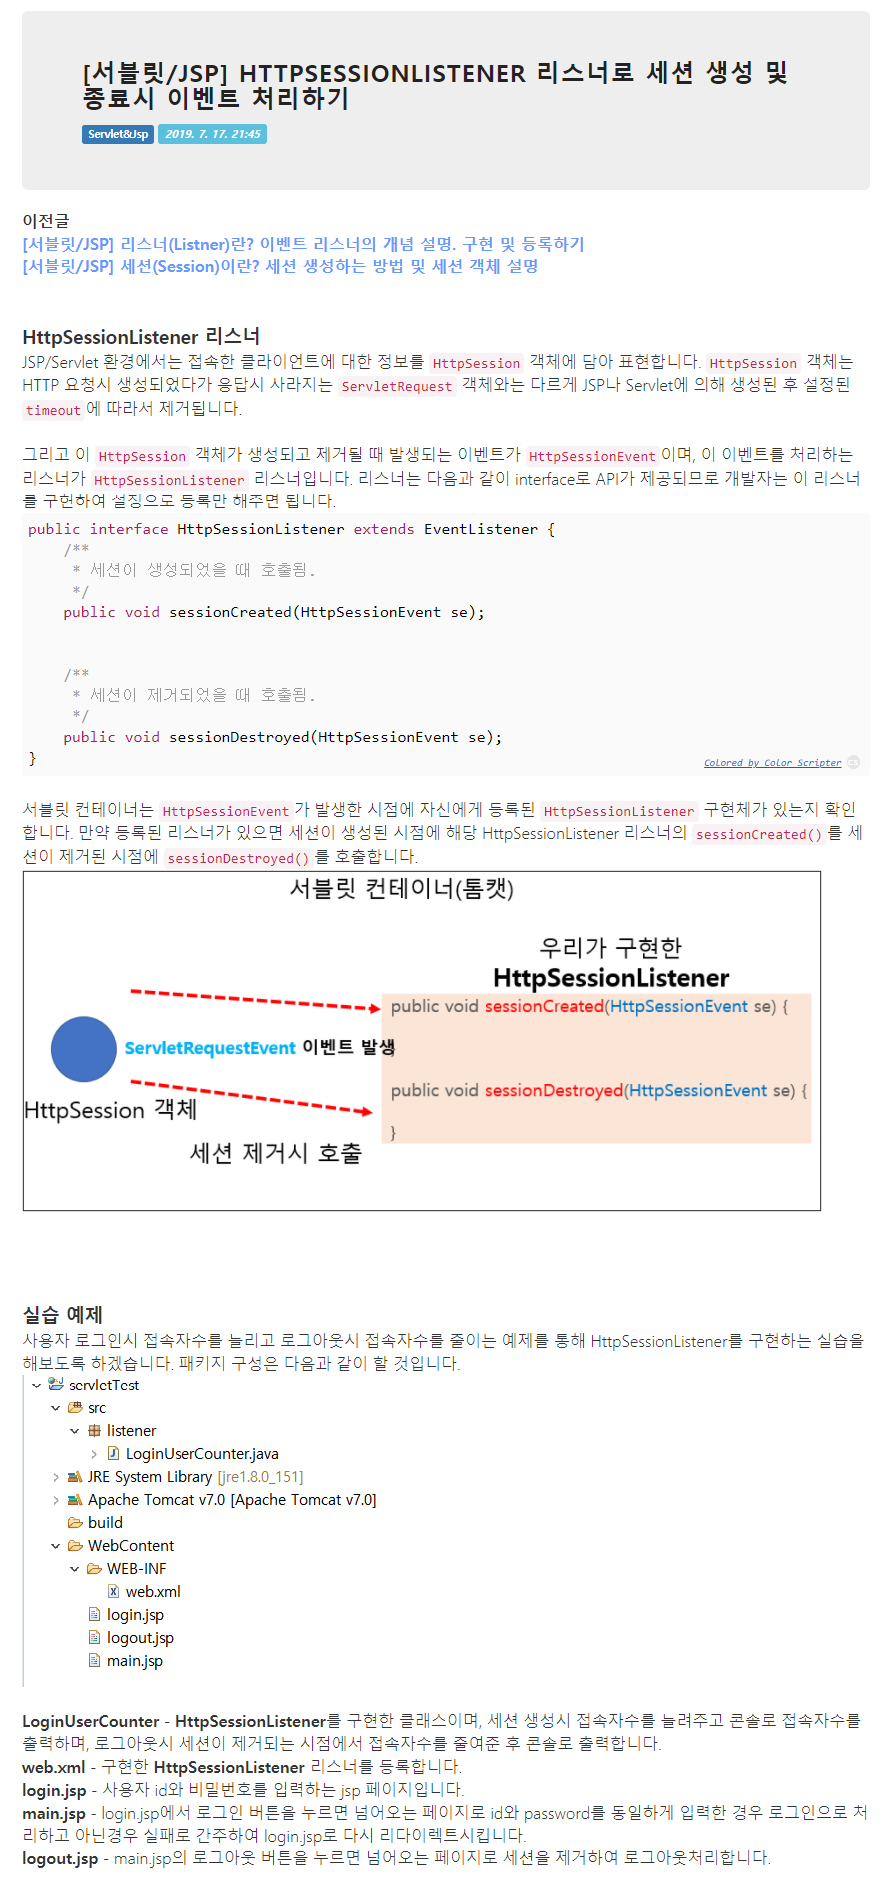 [서블릿/JSP] HTTPSESSIONLISTENER 리스너로 세션 생성 및
종료시 이벤트 처리하기
Servlet&Jsp 2019. 7. 17. 21:45
이전글
[서블릿/JSP] 리스너(Listner)란? 이벤트 리스너의 개념 설명. 구현 및 등록하기
[서블릿/JSP] 세션(Session)이란? 세션 생성하는 방법 및 세션 객체 설명
HttpSessionListener 리스너
JSP/Servlet 환경에서는 접속한 클라이언트에 대한 정보를 HttpSession 객체에 담아 표현합니다. HttpSession 객체는
HTTP 요청시 생성되었다가 응답시 사라지는 ServletRequest 객체와는 다르게 JSP나 Servlet에 의해 생성된 후 설정된
timeout에 따라서 제거됩니다.
그리고 이 HttpSession 객체가 생성되고 제거될 때 발생되는 이벤트가 HttpSessionEvent이며, 이 이벤트를 처리하는
리스너가 HttpSessionListener 리스너입니다. 리스너는 다음과 같이 interface로 API가 제공되므로 개발자는 이 리스너
를 구현하여 설징으로 등록만 해주면 됩니다.
public interface HttpSessionListener extends EventListener {
/**
* 세션이 생성되었을 때 호출됨.
*/
public void sessionCreated(HttpSessionEvent se);
/**
* 세션이 제거되었을 때 호출됨.
*/
public void sessionDestroyed(HttpSessionEvent se);
}
Colored by Color Scripter cs
서블릿 컨테이너는 HttpSessionEvent가 발생한 시점에 자신에게 등록된 HttpSessionListener 구현체가 있는지 확인
합니다. 만약 등록된 리스너가 있으면 세션이 생성된 시점에 해당 HttpSessionListener 리스너의 sessionCreated()를 세
션이 제거된 시점에 sessionDestroyed()를 호출합니다.
서블릿 컨테이너(톰캣)
우리가 구현한
HttpSessionListener
public void sessionCreated(HttpSessionEvent se) {
ServletRequestEvent 이벤트 발생
}
public void sessionDestroyed(HttpSessionEvent se) {
HttpSession 객체
}
세션 제거시 호출
실습 예제
사용자 로그인시 접속자수를 늘리고 로그아웃시 접속자수를 줄이는 예제를 통해 HttpSessionListener를 구현하는 실습을
해보도록 하겠습니다. 패키지 구성은 다음과 같이 할 것입니다.
servletTest
src
listener
LoginUserCounter.java
JRE System Library [jre1.8.0_151]
Apache Tomcat v7.0 [Apache Tomcat v7.0]
build
WebContent
WEB-INF
web.xml
login.jsp
logout.jsp
main.jsp
LoginUserCounter - HttpSessionListener를 구현한 클래스이며, 세션 생성시 접속자수를 늘려주고 콘솔로 접속자수를
출력하며, 로그아웃시 세션이 제거되는 시점에서 접속자수를 줄여준 후 콘솔로 출력합니다.
web.xml - 구현한 HttpSessionListener 리스너를 등록합니다.
login.jsp - 사용자 id와 비밀번호를 입력하는 jsp 페이지입니다.
main.jsp - login.jsp에서 로그인 버튼을 누르면 넘어오는 페이지로 id와 password를 동일하게 입력한 경우 로그인으로 처
리하고 아닌경우 실패로 간주하여 login.jsp로 다시 리다이렉트시킵니다.
logout.jsp - main.jsp의 로그아웃 버튼을 누르면 넘어오는 페이지로 세션을 제거하여 로그아웃처리합니다.